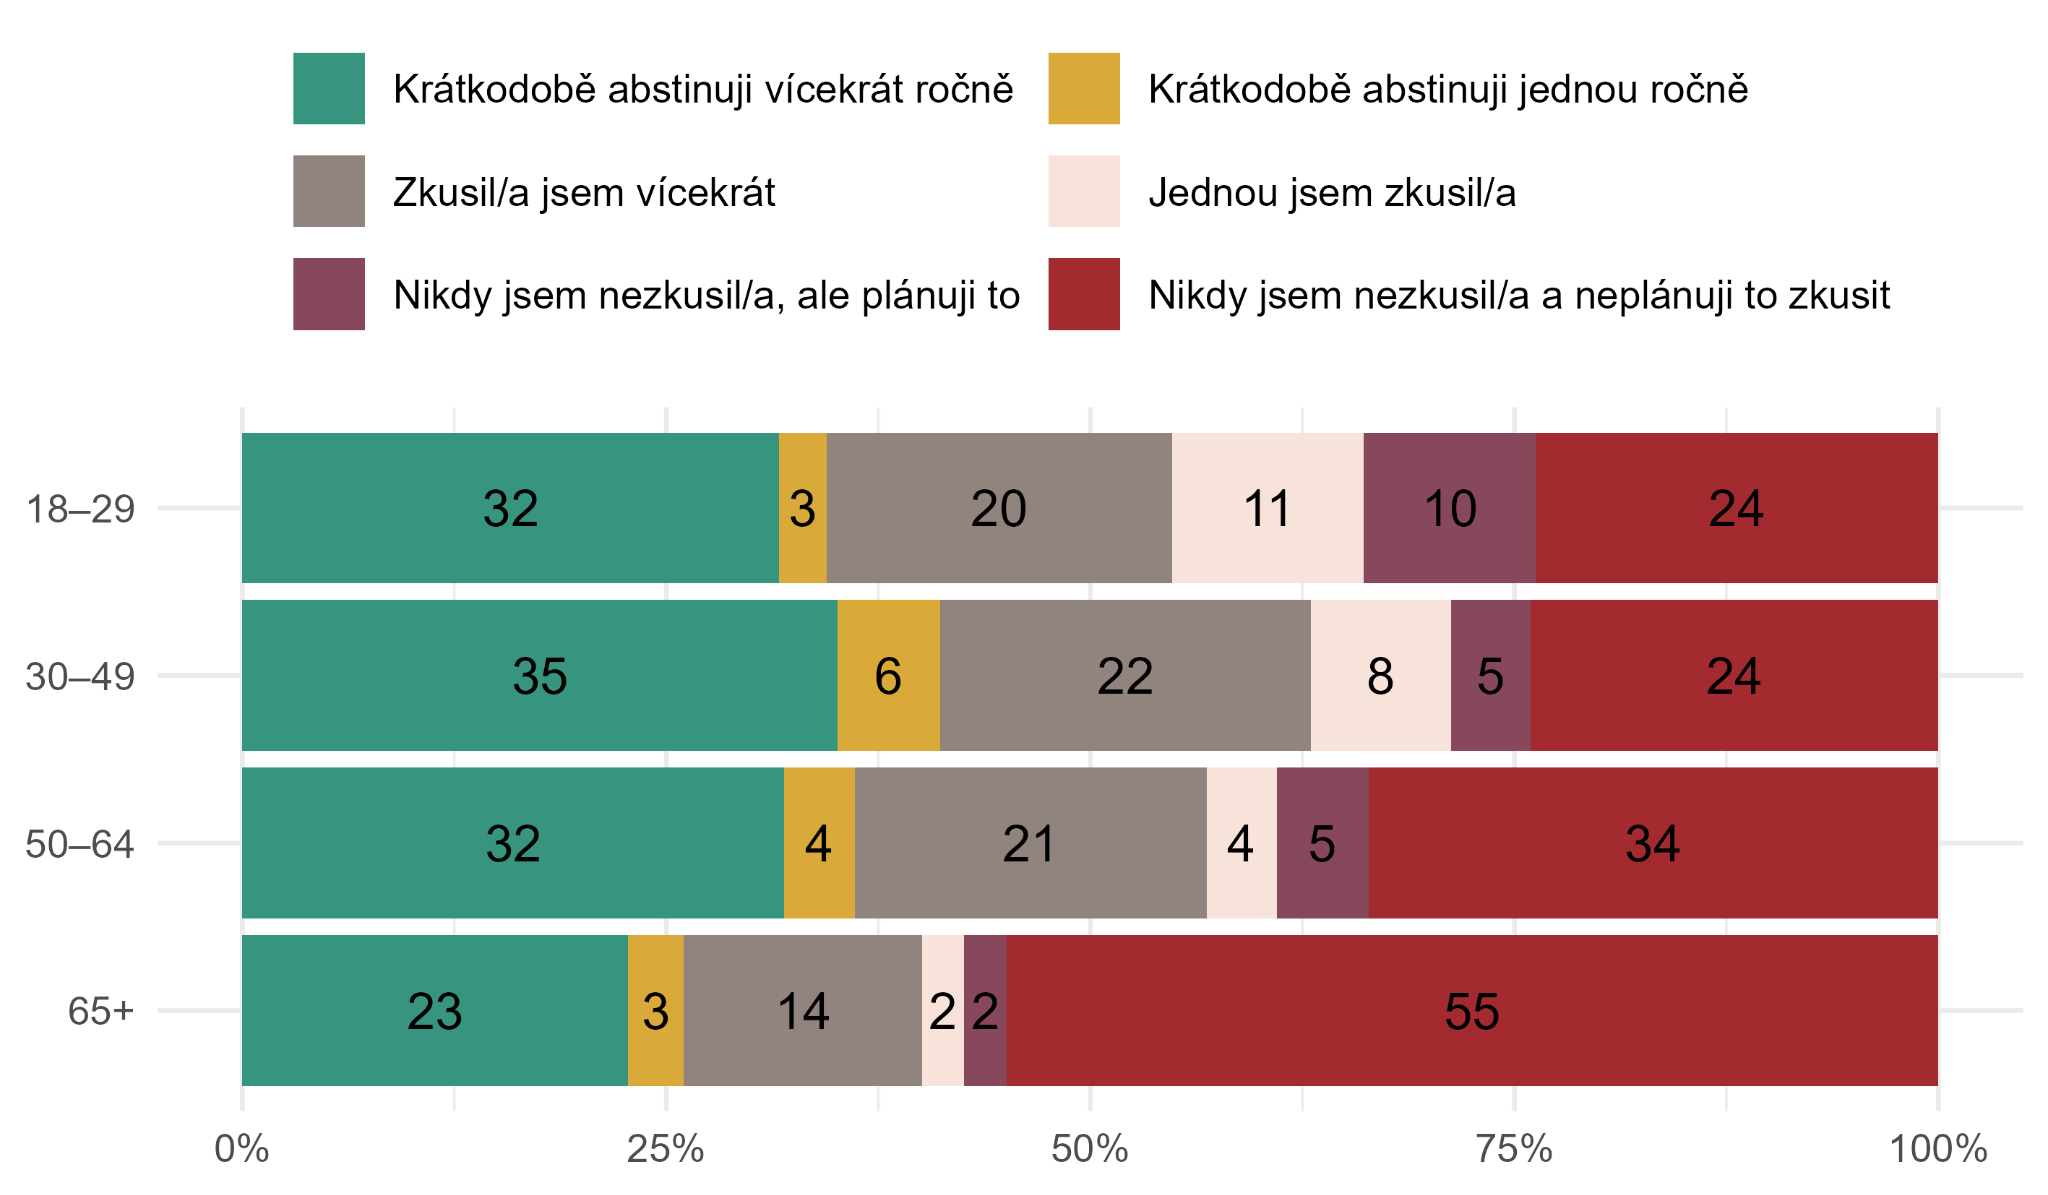 Krátkodobě abstinuji vícekrát ročně
Krátkodobě abstinuji jednou ročně
Zkusil/a jsem vícekrát
Jednou jsem zkusil/a
Nikdy jsem nezkusil/a, ale plánuji to
Nikdy jsem nezkusil/a a neplánuji to zkusit
18–29 32 3 20 11 10 24
30–49 35 6 22 8 5 24
50–64 32 4 21 4 5 34
65+ 23 3 14 2 2 55
0% 25% 50% 75% 100%